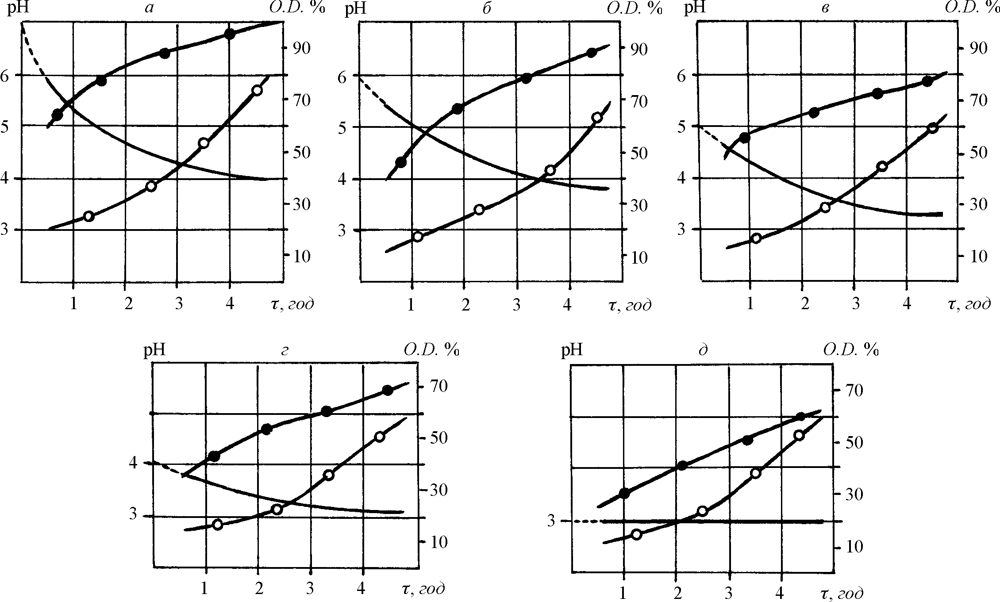 pH а O.D. % pH б O.D. % pH в O.D. %
90 90 90
6 6 6
70 70 70
5 5 5
50 50 50
4 4 4
30 30 30
3 3 3
10 10 10
1 2 3 4 τ, год 1 2 3 4 τ, год 1 2 3 4 τ, год
pH г O.D. % pH д O.D. %
70 70
50 50
4
30 30
3 3
10 10
1 2 3 4 τ, год 1 2 3 4 τ, год